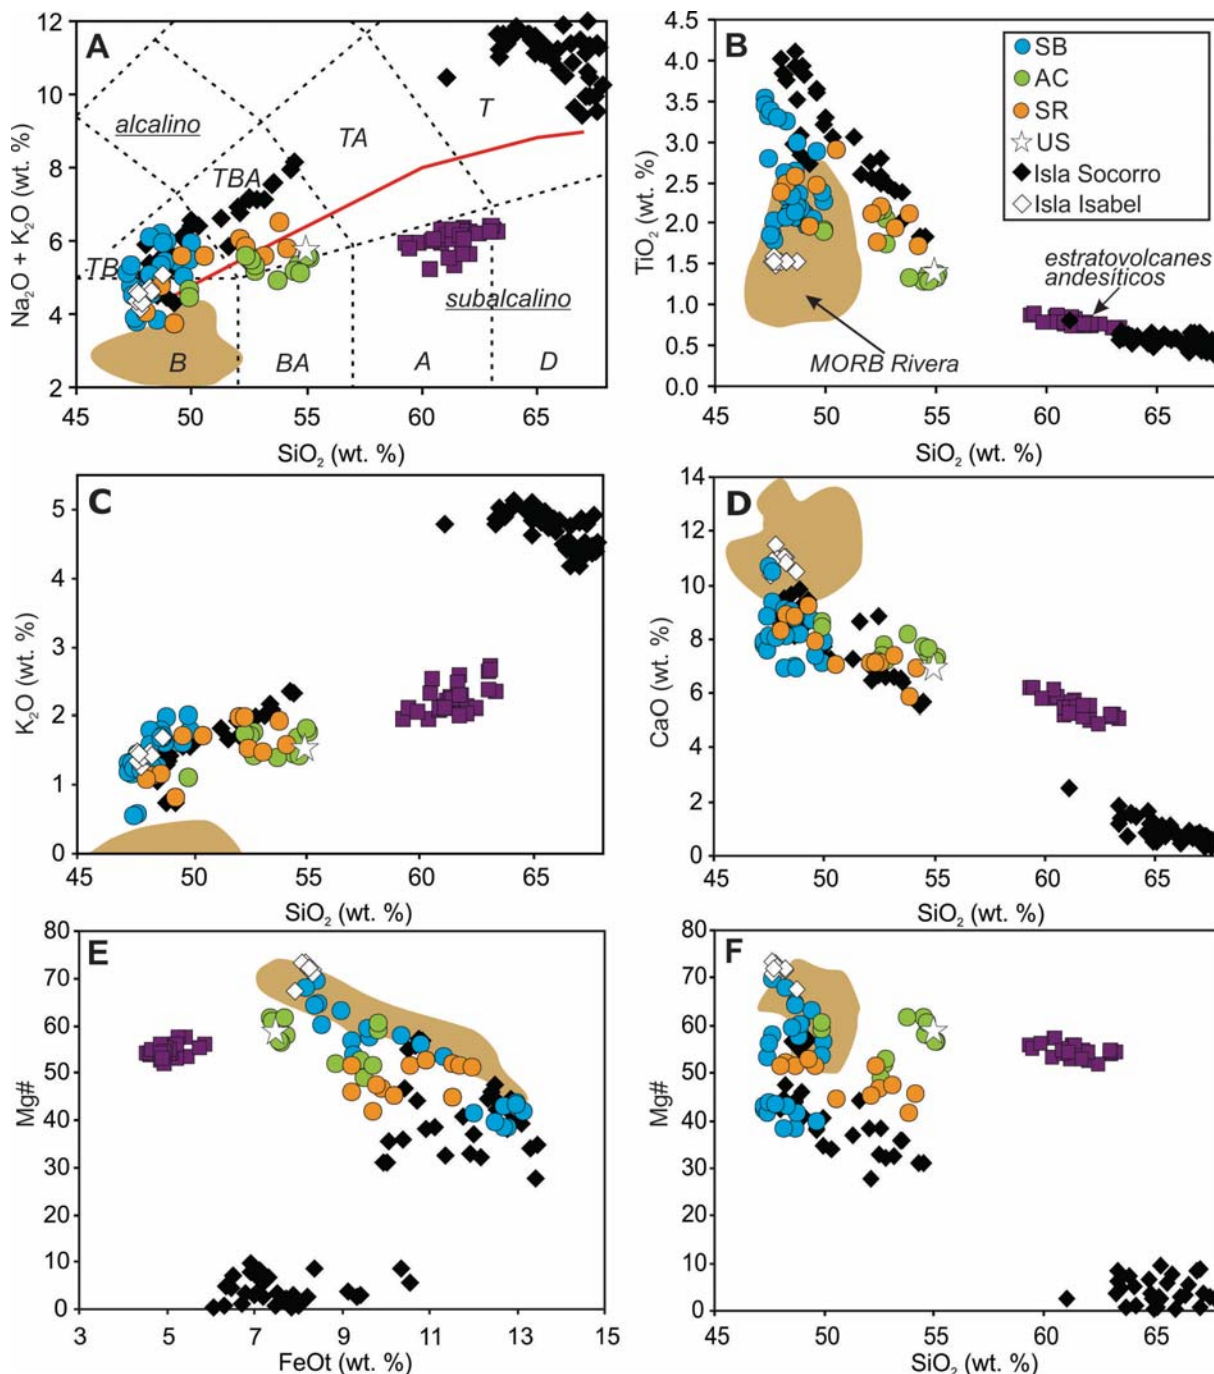 A
12
10
8
6
4
2
Na₂O + K₂O (wt. %)
alcalino
TA
T
TBA
TB
subalcalino
B
BA
A
D
45
50
55
60
65
SiO₂ (wt. %)
B
4.5
4.0
3.5
3.0
2.5
2.0
1.5
1.0
0.5
0.0
TiO₂ (wt. %)
SB
AC
SR
US
Isla Socorro
Isla Isabel
estratovolcanes
andesíticos
MORB Rivera
45
50
55
60
65
SiO₂ (wt. %)
C
5
4
3
2
1
0
K₂O (wt. %)
45
50
55
60
65
SiO₂ (wt. %)
D
14
12
10
8
6
4
2
0
CaO (wt. %)
45
50
55
60
65
SiO₂ (wt. %)
E
80
70
60
50
40
30
20
10
0
Mg#
3
5
7
9
11
13
15
FeOt (wt. %)
F
80
70
60
50
40
30
20
10
0
Mg#
45
50
55
60
65
SiO₂ (wt. %)